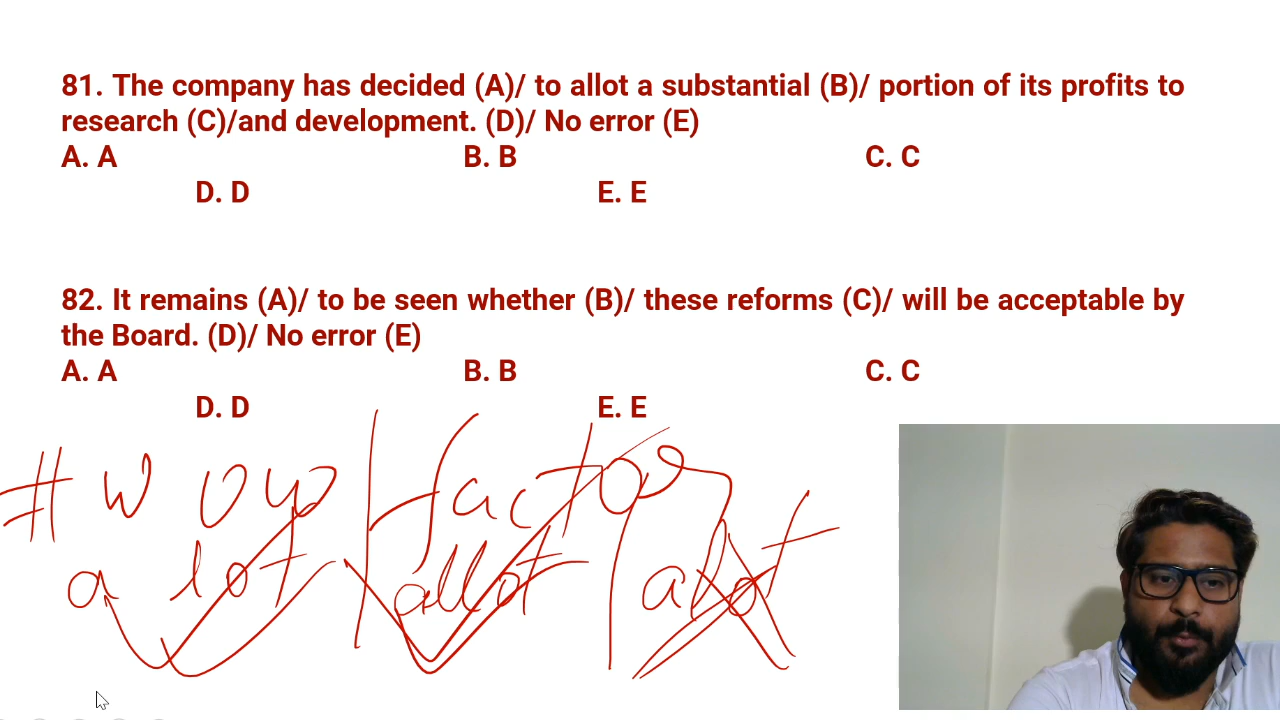 81. The company has decided (A)/ to allot a substantial (B)/ portion of its profits to
research (C)/and development. (D)/ No error (E)
A. A B. B C. C
D. D E. E
82. It remains (A)/ to be seen whether (B)/ these reforms (C)/ will be acceptable by
the Board. (D)/ No error (E)
A. A B. B C. C
D. D E. E
# wow factor
a lot allot alot